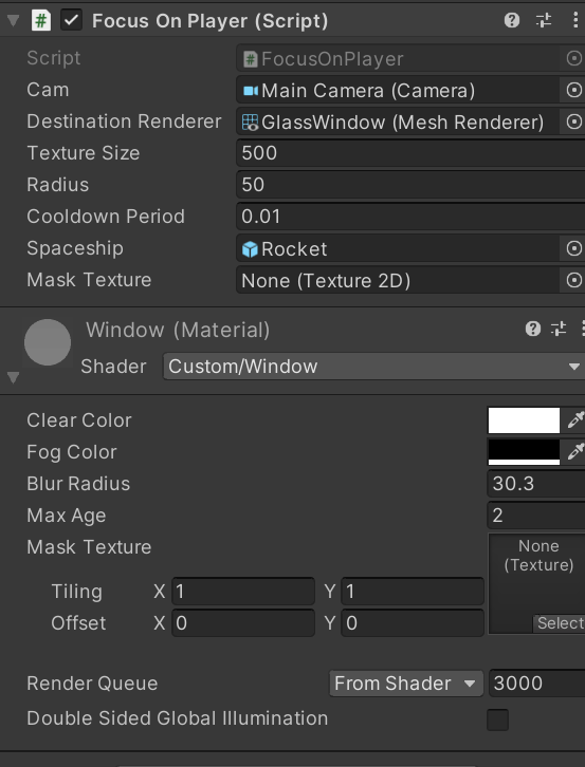 Focus On Player (Script)
Script FocusOnPlayer
Cam Main Camera (Camera)
Destination Renderer GlassWindow (Mesh Renderer)
Texture Size 500
Radius 50
Cooldown Period 0.01
Spaceship Rocket
Mask Texture None (Texture 2D)
Window (Material)
Shader Custom/Window
Clear Color
Fog Color
Blur Radius 30.3
Max Age 2
Mask Texture None
(Texture)
Tiling X 1 Y 1
Offset X 0 Y 0 Select
Render Queue From Shader 3000
Double Sided Global Illumination